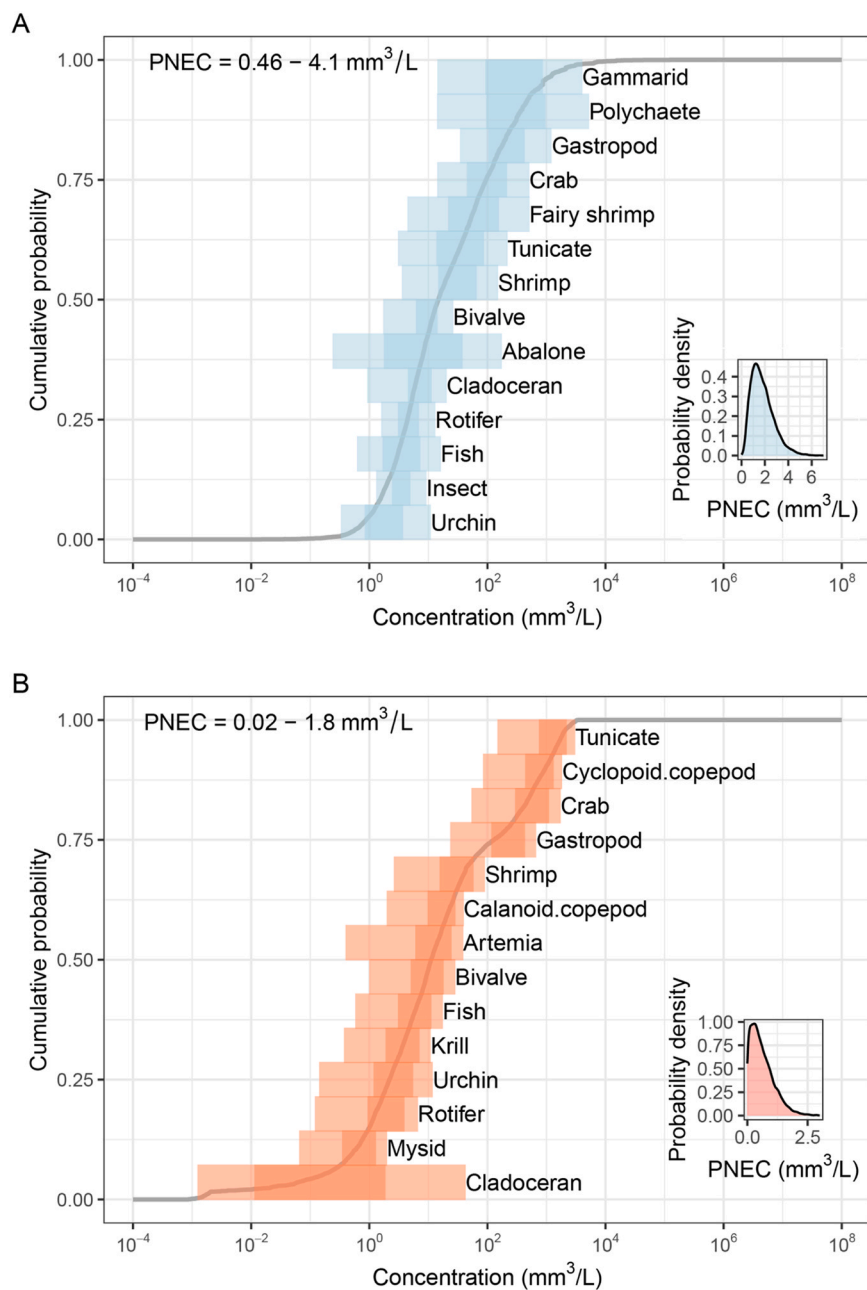 A
PNEC = 0.46 − 4.1 mm³/L
1.00
Gammarid
Polychaete
Gastropod
0.75
Crab
Fairy shrimp
Tunicate
Shrimp
0.50
Bivalve
Abalone
Cladoceran
0.25
Rotifer
Fish
Insect
Urchin
0.00
Cumulative probability
10⁻⁴ 10⁻² 10⁰ 10² 10⁴ 10⁶ 10⁸
Concentration (mm³/L)
Probability density
0.4
0.3
0.2
0.1
0.0
0 2 4 6
PNEC (mm³/L)
B
PNEC = 0.02 − 1.8 mm³/L
1.00
Tunicate
Cyclopoid.copepod
Crab
0.75
Gastropod
Shrimp
Calanoid.copepod
Artemia
0.50
Bivalve
Fish
Krill
0.25
Urchin
Rotifer
Mysid
Cladoceran
0.00
Cumulative probability
10⁻⁴ 10⁻² 10⁰ 10² 10⁴ 10⁶ 10⁸
Concentration (mm³/L)
Probability density
1.00
0.75
0.50
0.25
0.00
0.0 2.5
PNEC (mm³/L)